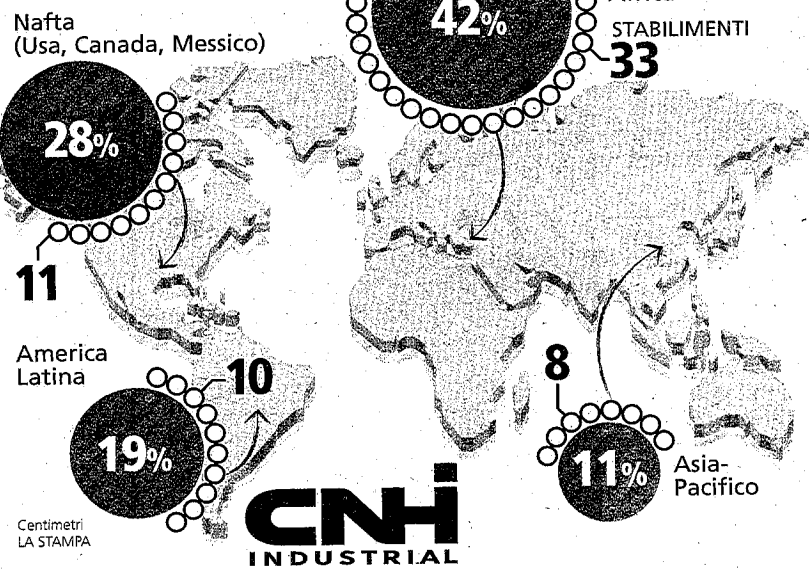 Nafta
(Usa, Canada, Messico)
28%
11
42%
STABILIMENTI
33
America
Latina
10
19%
8
11%
Asia-
Pacifico
Centimetri
LA STAMPA
CNH
INDUSTRIAL